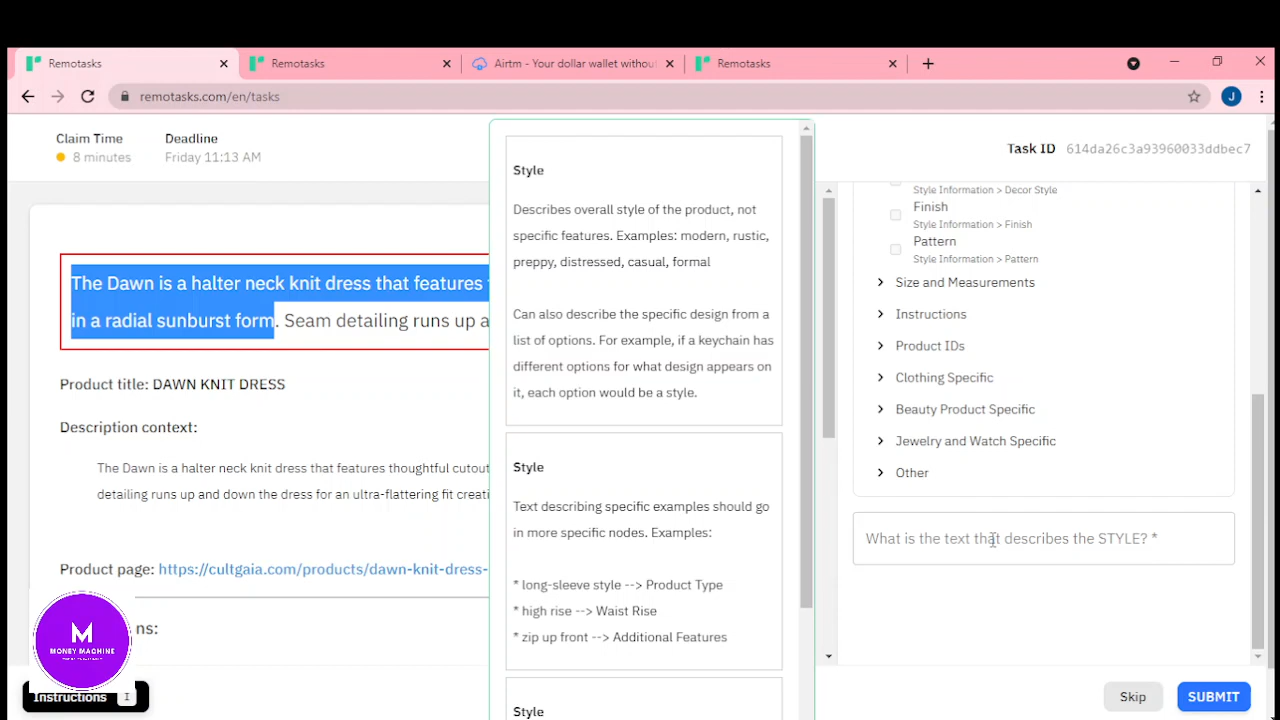 Remotasks
Remotasks
Airtm - Your dollar wallet without
Remotasks
remotasks.com/en/tasks
J
Claim Time
8 minutes
Deadline
Friday 11:13 AM
Task ID 614da26c3a93960033ddbec7
The Dawn is a halter neck knit dress that features
in a radial sunburst form. Seam detailing runs up a
Product title: DAWN KNIT DRESS
Description context:
The Dawn is a halter neck knit dress that features thoughtful cutou
detailing runs up and down the dress for an ultra-flattering fit creati
Product page: https://cultgaia.com/products/dawn-knit-dress-
ns:
M
MONEY MACHINE
Instructions I
Style
Describes overall style of the product, not
specific features. Examples: modern, rustic,
preppy, distressed, casual, formal
Can also describe the specific design from a
list of options. For example, if a keychain has
different options for what design appears on
it, each option would be a style.
Style
Text describing specific examples should go
in more specific nodes. Examples:
* long-sleeve style --> Product Type
* high rise --> Waist Rise
* zip up front --> Additional Features
Style
Style Information > Decor Style
Finish
Style Information > Finish
Pattern
Style Information > Pattern
Size and Measurements
Instructions
Product IDs
Clothing Specific
Beauty Product Specific
Jewelry and Watch Specific
Other
What is the text that describes the STYLE? *
Skip
SUBMIT